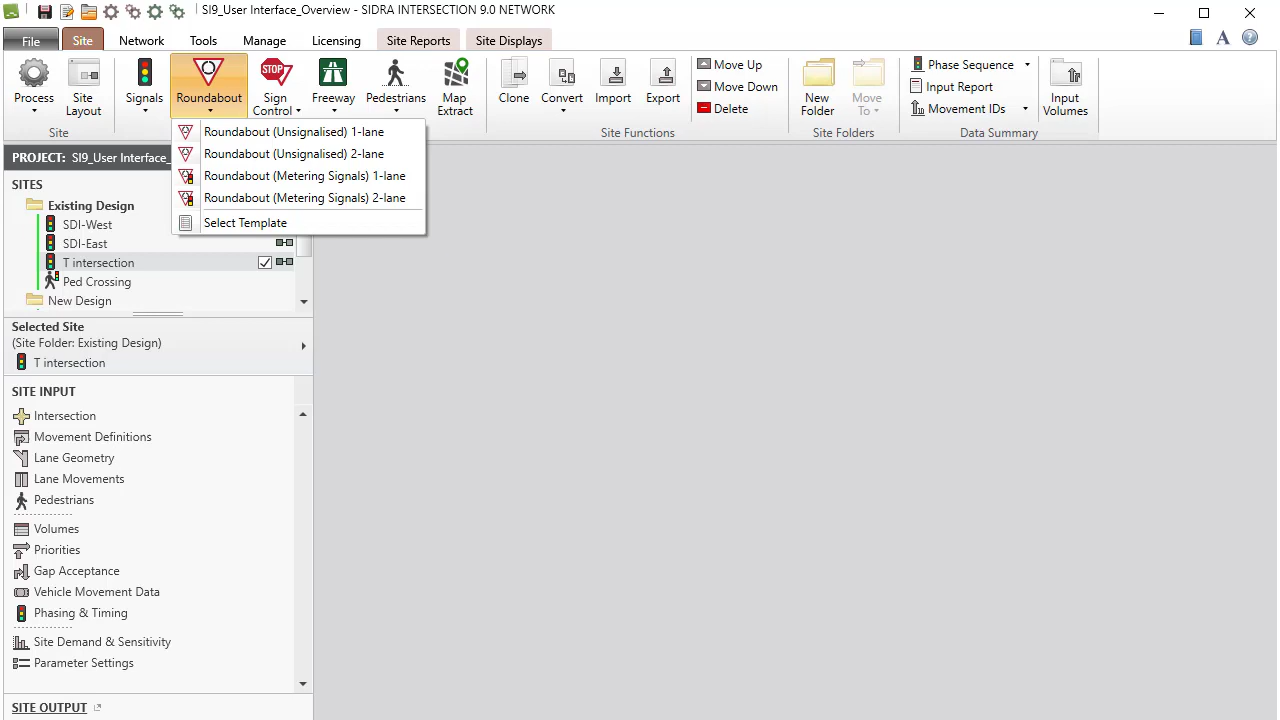 SI9_User Interface_Overview - SIDRA INTERSECTION 9.0 NETWORK
File Site Network Tools Manage Licensing Site Reports Site Displays
Process Site Layout Signals Roundabout Sign Control Freeway Pedestrians Map Extract Clone Convert Import Export Move Up Move Down Delete New Folder Move To Phase Sequence Input Report Movement IDs Input Volumes
Site Site Functions Site Folders Data Summary
Roundabout (Unsignalised) 1-lane
Roundabout (Unsignalised) 2-lane
Roundabout (Metering Signals) 1-lane
Roundabout (Metering Signals) 2-lane
Select Template
PROJECT: SI9_User Interface_
SITES
Existing Design
SDI-West
SDI-East
T intersection
Ped Crossing
New Design
Selected Site
(Site Folder: Existing Design)
T intersection
SITE INPUT
Intersection
Movement Definitions
Lane Geometry
Lane Movements
Pedestrians
Volumes
Priorities
Gap Acceptance
Vehicle Movement Data
Phasing & Timing
Site Demand & Sensitivity
Parameter Settings
SITE OUTPUT